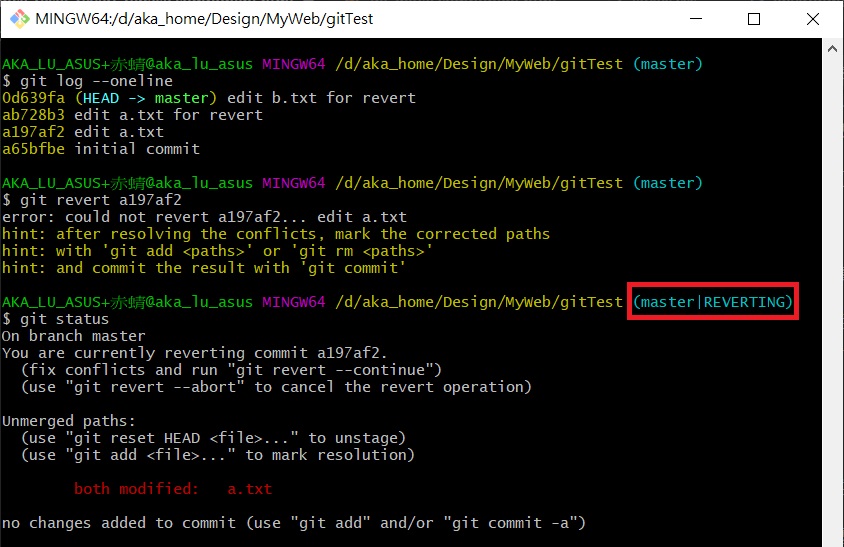 MINGW64:/d/aka_home/Design/MyWeb/gitTest
AKA_LU_ASUS+赤蜻@aka_lu_asus MINGW64 /d/aka_home/Design/MyWeb/gitTest (master)
$ git log --oneline
0d639fa (HEAD -> master) edit b.txt for revert
ab728b3 edit a.txt for revert
a197af2 edit a.txt
a65bfbe initial commit
AKA_LU_ASUS+赤蜻@aka_lu_asus MINGW64 /d/aka_home/Design/MyWeb/gitTest (master)
$ git revert a197af2
error: could not revert a197af2... edit a.txt
hint: after resolving the conflicts, mark the corrected paths
hint: with 'git add <paths>' or 'git rm <paths>'
hint: and commit the result with 'git commit'
AKA_LU_ASUS+赤蜻@aka_lu_asus MINGW64 /d/aka_home/Design/MyWeb/gitTest (master|REVERTING)
$ git status
On branch master
You are currently reverting commit a197af2.
  (fix conflicts and run "git revert --continue")
  (use "git revert --abort" to cancel the revert operation)
Unmerged paths:
  (use "git reset HEAD <file>..." to unstage)
  (use "git add <file>..." to mark resolution)
        both modified:   a.txt
no changes added to commit (use "git add" and/or "git commit -a")